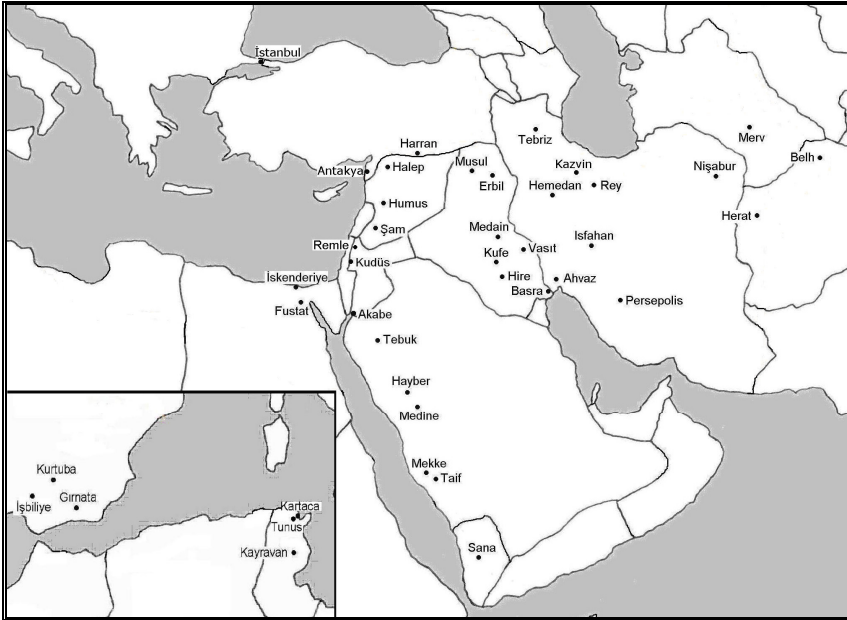 İstanbul
Merv
Tebriz
Harran
Belh
Musul
Kazvin
Antakya
Halep
Nişabur
Erbil
Rey
Hemedan
Humus
Herat
Şam
Medain
Remle
Isfahan
Vasıt
Kudüs
Kufe
İskenderiye
Hire
Ahvaz
Basra
Persepolis
Fustat
Akabe
Tebuk
Hayber
Medine
Mekke
Taif
Sana
Kurtuba
İşbiliye
Gırnata
Kartaca
Tunus
Kayravan